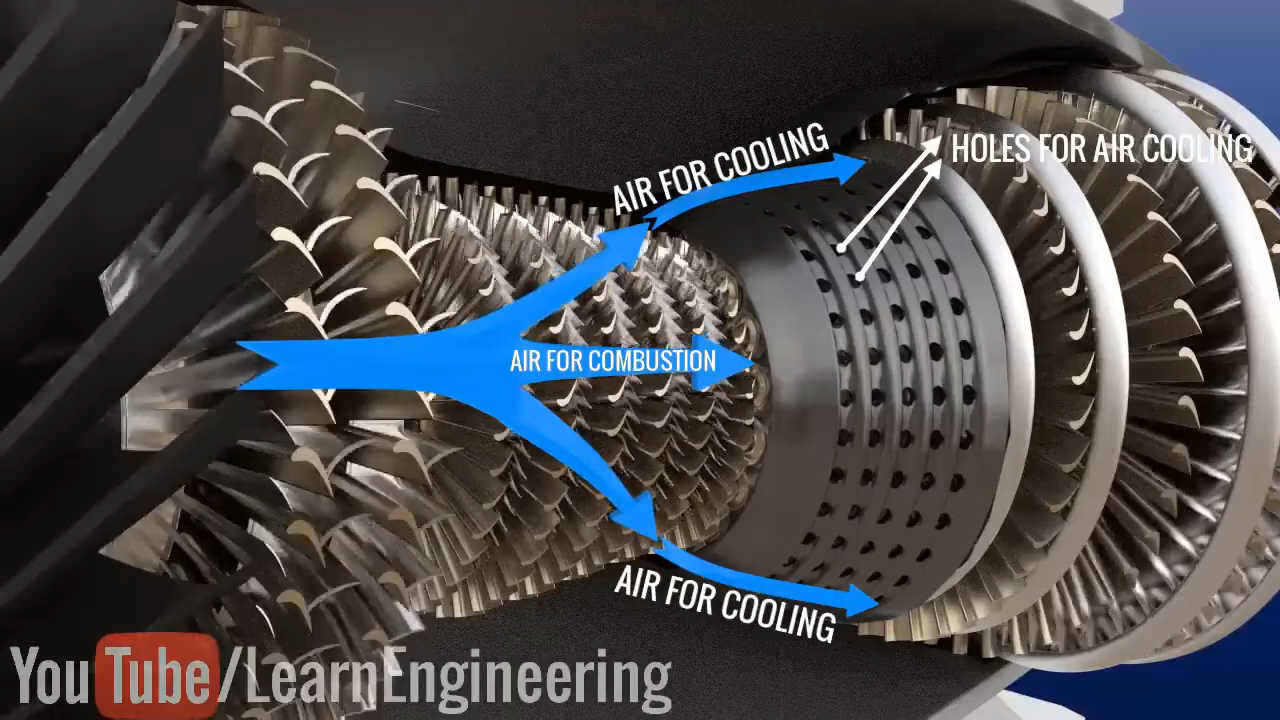 AIR FOR COOLING
HOLES FOR AIR COOLING
AIR FOR COMBUSTION
AIR FOR COOLING
YouTube/LearnEngineering